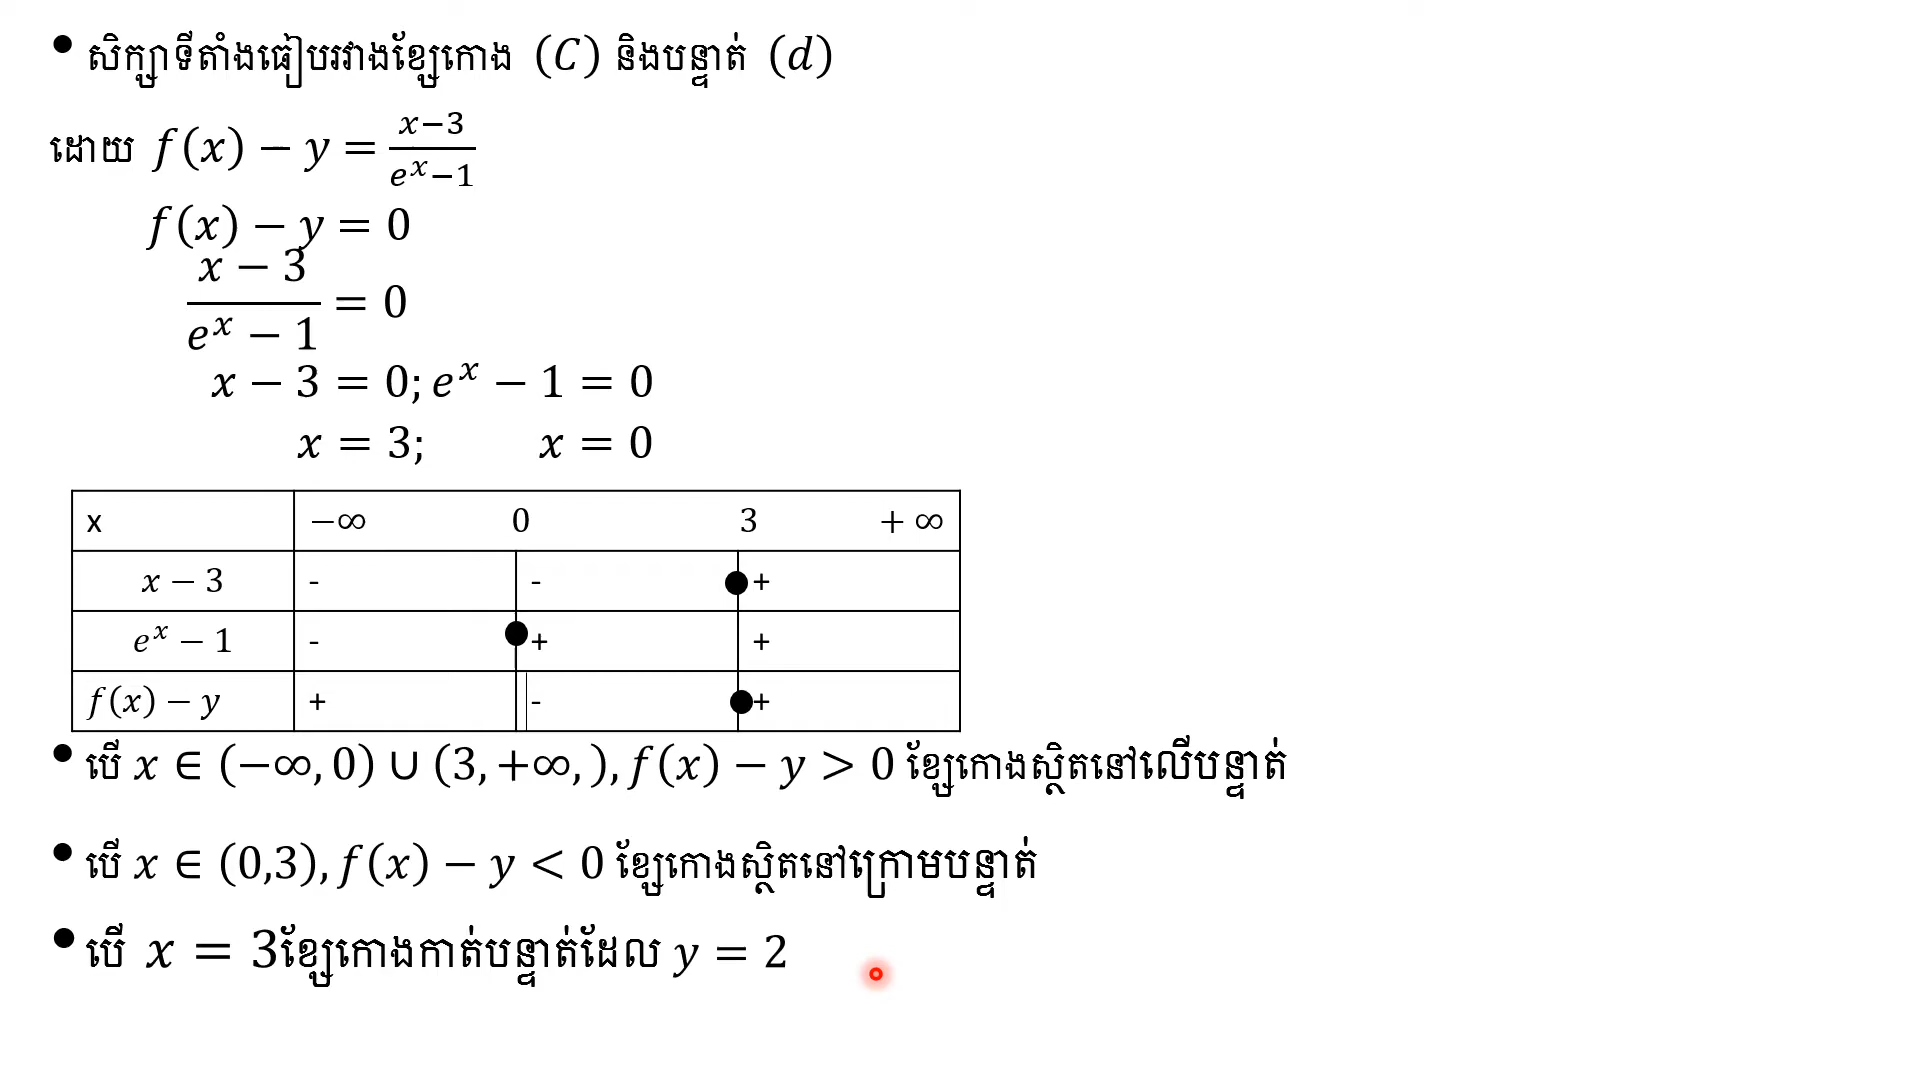 • សិក្សាទីតាំងធៀបរវាងខ្សែកោង (C) និងបន្ទាត់ (d)
ដោយ f(x) − y = (x−3)/(eˣ−1)
f(x) − y = 0
(x − 3)/(eˣ − 1) = 0
x − 3 = 0; eˣ − 1 = 0
x = 3; x = 0
x −∞ 0 3 + ∞
x − 3 - - +
eˣ − 1 - + +
f(x) − y + - +
• បើ x ∈ (−∞, 0) ∪ (3, +∞, ), f(x) − y > 0 ខ្សែកោងស្ថិតនៅលើបន្ទាត់
• បើ x ∈ (0,3), f(x) − y < 0 ខ្សែកោងស្ថិតនៅក្រោមបន្ទាត់
• បើ x = 3ខ្សែកោងកាត់បន្ទាត់ដែល y = 2